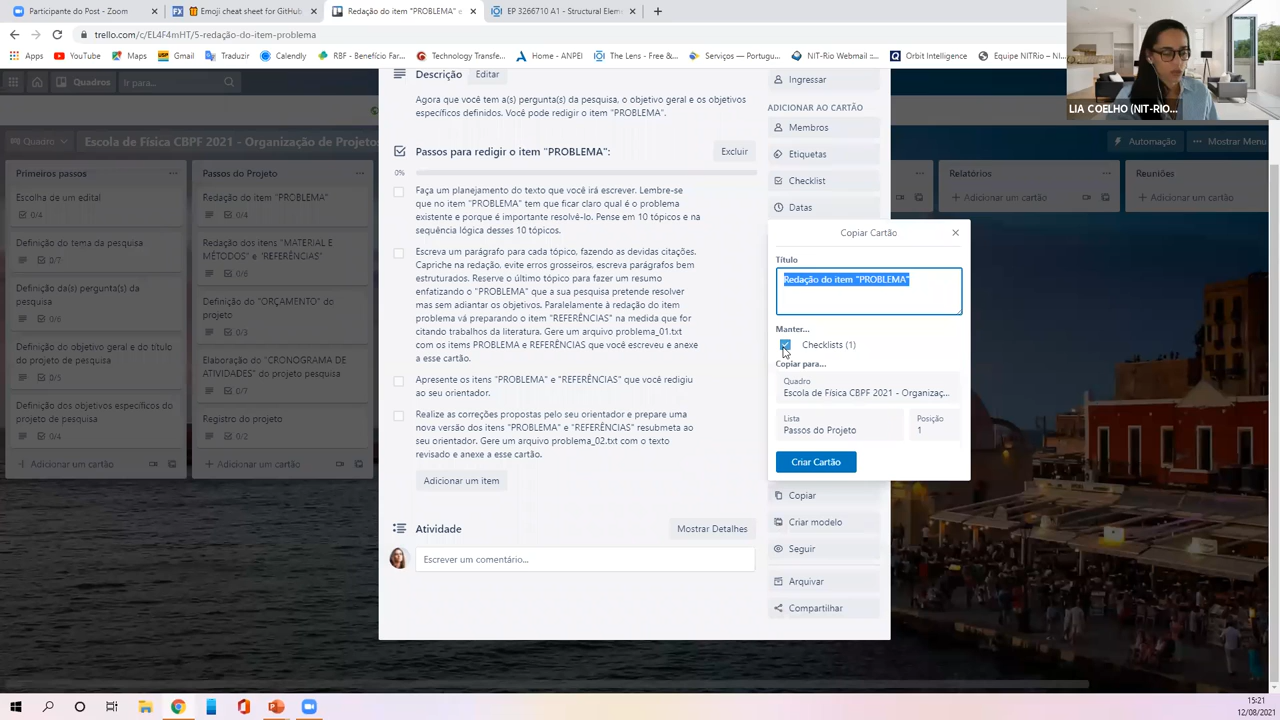 Participante do Post - Zoom
Emoji cheat sheet for GitHub
Redação do item "PROBLEMA" e
EP 3266710 A1 - Structural Elem
trello.com/c/EL4F4mHT/5-redação-do-item-problema
Apps
YouTube
Gmail
Traduzir
Calendly
RBF - Benefício Far...
Technology Transfe...
Home - ANPEI
The Lens - Free & ...
Serviços — Portugu...
NIT-Rio Webmail ::...
Orbit Intelligence
Equipe NITRio – NI...
LIA COELHO (NIT-RIO...
Quadros
Ir para...
Quadro
Escola de Física CBPF 2021 - Organização de Projetos
Automação
Mostrar Menu
Primeiros passos
Escolha de um edital
0/4
Definição do tema da pesquisa
0/4
Definição da(s) pergunta(s) da
pesquisa
0/6
Definição do objetivo geral e do título
do projeto de pesquisa
0/5
Definição dos objetivos específicos do
projeto de pesquisa
0/4
Adicionar um cartão
Passos do Projeto
Redação do item "PROBLEMA"
0/4
Redação dos itens "MATERIAL E
MÉTODOS" e "REFERÊNCIAS"
0/6
Definição do "ORÇAMENTO" do
projeto
0/3
Elaboração do "CRONOGRAMA DE
ATIVIDADES" do projeto pesquisa
0/3
Registro do projeto
0/4
Adicionar um cartão
Descrição
Editar
Agora que você tem a(s) pergunta(s) da pesquisa, o objetivo geral e os objetivos
específicos definidos. Você pode redigir o item "PROBLEMA".
Passos para redigir o item "PROBLEMA":
Excluir
0%
Faça um planejamento do texto que você irá escrever. Lembre-se
que no item "PROBLEMA" tem que ficar claro qual é o problema
existente e porque é importante resolvê-lo. Pense em 10 tópicos e na
sequência lógica desses 10 tópicos.
Escreva um parágrafo para cada tópico, fazendo as devidas citações.
Capriche na redação, evite erros grosseiros, escreva parágrafos bem
estruturados. Reserve o último tópico para fazer um resumo
enfatizando o "PROBLEMA" que a sua pesquisa pretende resolver
mas sem adiantar os objetivos. Paralelamente à redação do item
problema vá preparando o item "REFERÊNCIAS" na medida que for
citando trabalhos da literatura. Gere um arquivo problema_01.txt
com os itens PROBLEMA e REFERÊNCIAS que você escreveu e anexe
a esse cartão.
Apresente os itens "PROBLEMA" e "REFERÊNCIAS" que você redigiu
ao seu orientador.
Realize as correções propostas pelo seu orientador e prepare uma
nova versão dos itens "PROBLEMA" e "REFERÊNCIAS" resubmeta ao
seu orientador. Gere um arquivo problema_02.txt com o texto
revisado e anexe a esse cartão.
Adicionar um item
Atividade
Mostrar Detalhes
Escrever um comentário...
Ingressar
ADICIONAR AO CARTÃO
Membros
Etiquetas
Checklist
Datas
Copiar Cartão
Título
Redação do item "PROBLEMA"
Manter...
Checklists (1)
Copiar para...
Quadro
Escola de Física CBPF 2021 - Organizaç...
Lista
Passos do Projeto
Posição
1
Criar Cartão
Copiar
Criar modelo
Seguir
Arquivar
Compartilhar
Relatórios
Adicionar um cartão
Reuniões
Adicionar um cartão
15:21
12/08/2021